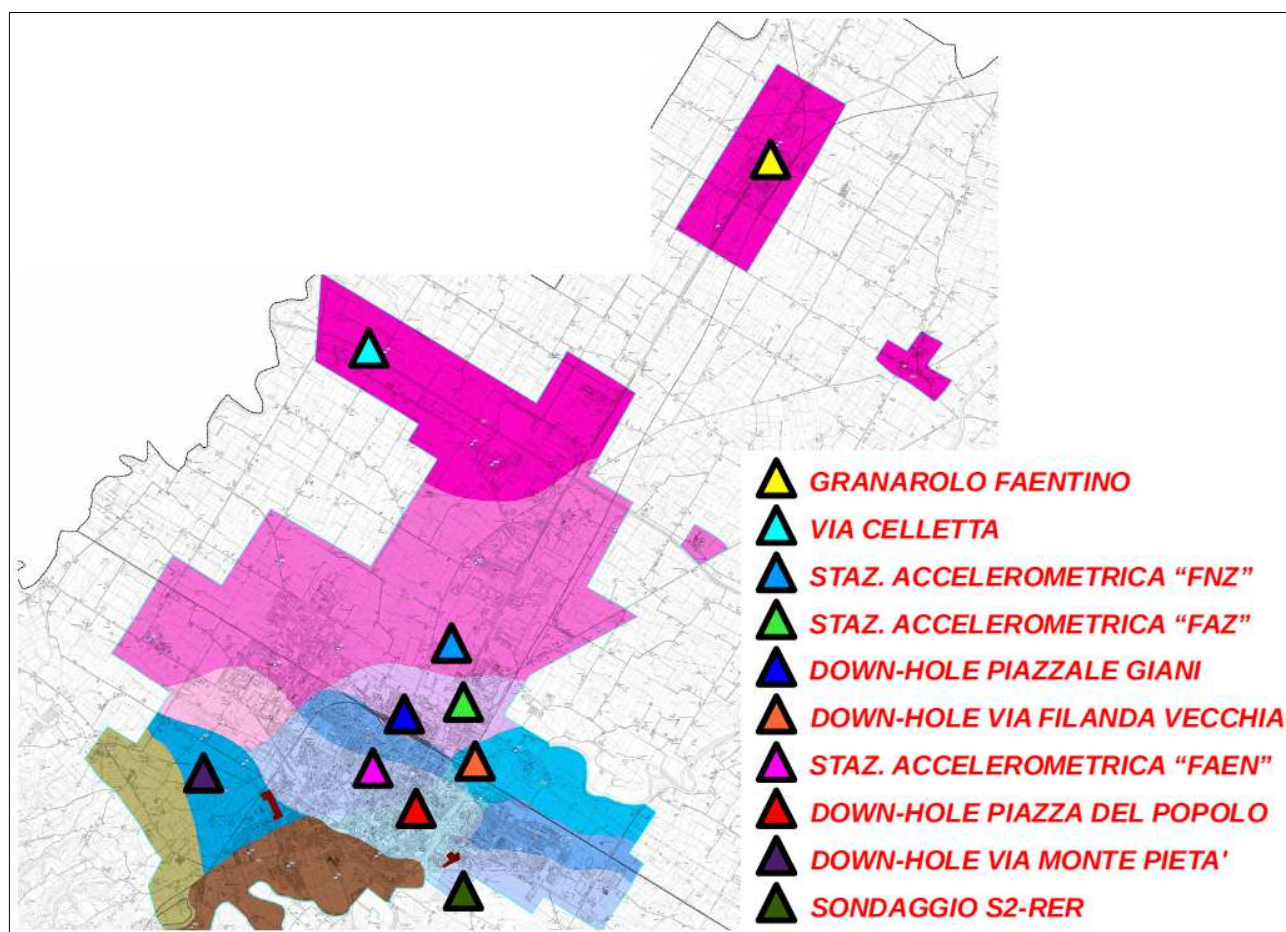 GRANAROLO FAENTINO
VIA CELLETTA
STAZ. ACCELEROMETRICA “FNZ”
STAZ. ACCELEROMETRICA “FAZ”
DOWN-HOLE PIAZZALE GIANI
DOWN-HOLE VIA FILANDA VECCHIA
STAZ. ACCELEROMETRICA “FAEN”
DOWN-HOLE PIAZZA DEL POPOLO
DOWN-HOLE VIA MONTE PIETA'
SONDAGGIO S2-RER